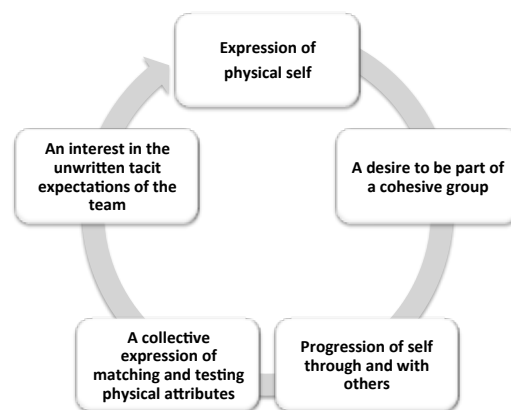 Expression of
physical self
A desire to be part of
a cohesive group
Progression of self
through and with
others
A collective
expression of
matching and testing
physical attributes
An interest in the
unwritten tacit
expectations of the
team